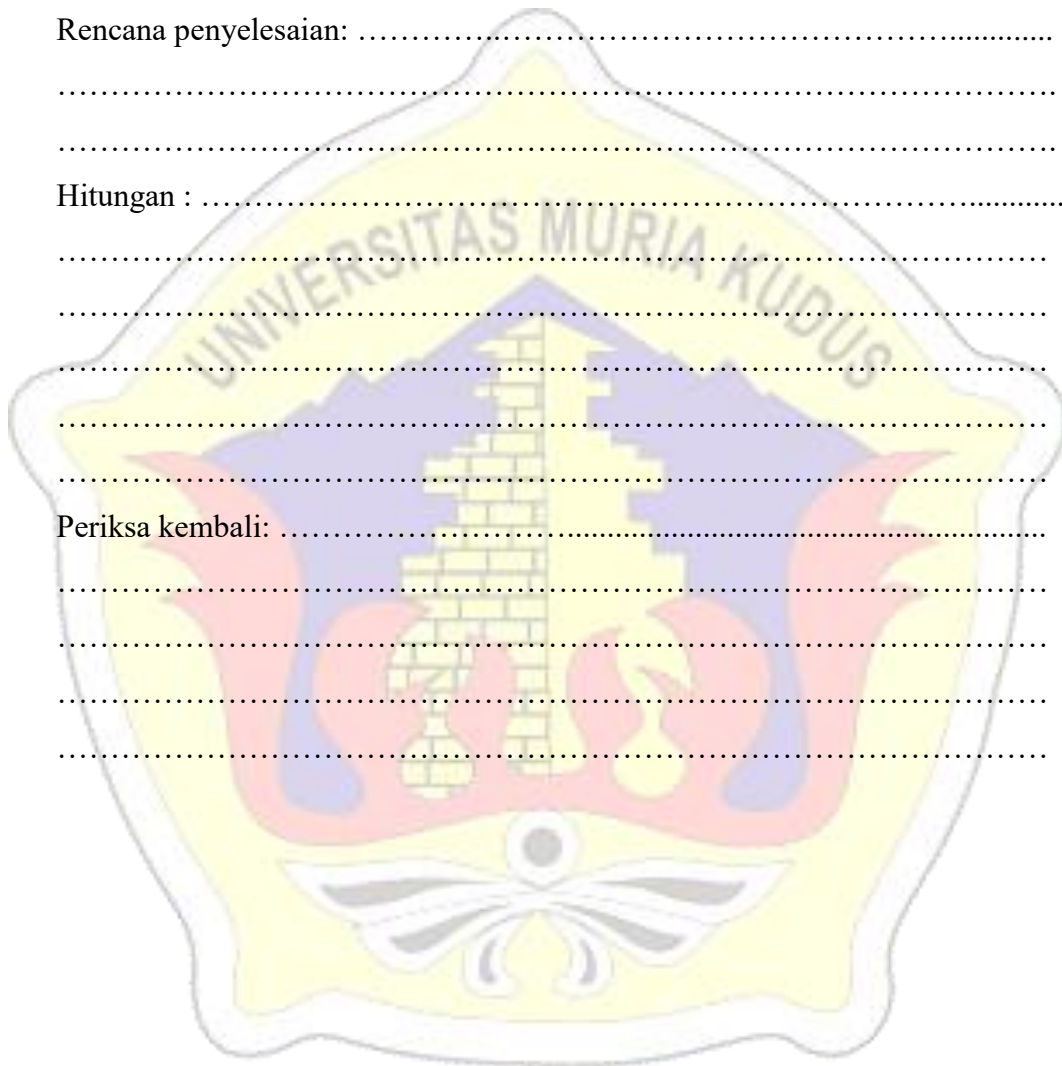 Rencana penyelesaian: ……………………………………………………............
………………………………………………………………………………
………………………………………………………………………………
Hitungan : ……………………………………………………………............
UNIVERSITAS MURIA KUDUS
………………………………………………………………………………
………………………………………………………………………………
………………………………………………………………………………
………………………………………………………………………………
………………………………………………………………………………
Periksa kembali: ………………………............................................................
………………………………………………………………………………
………………………………………………………………………………
………………………………………………………………………………
………………………………………………………………………………